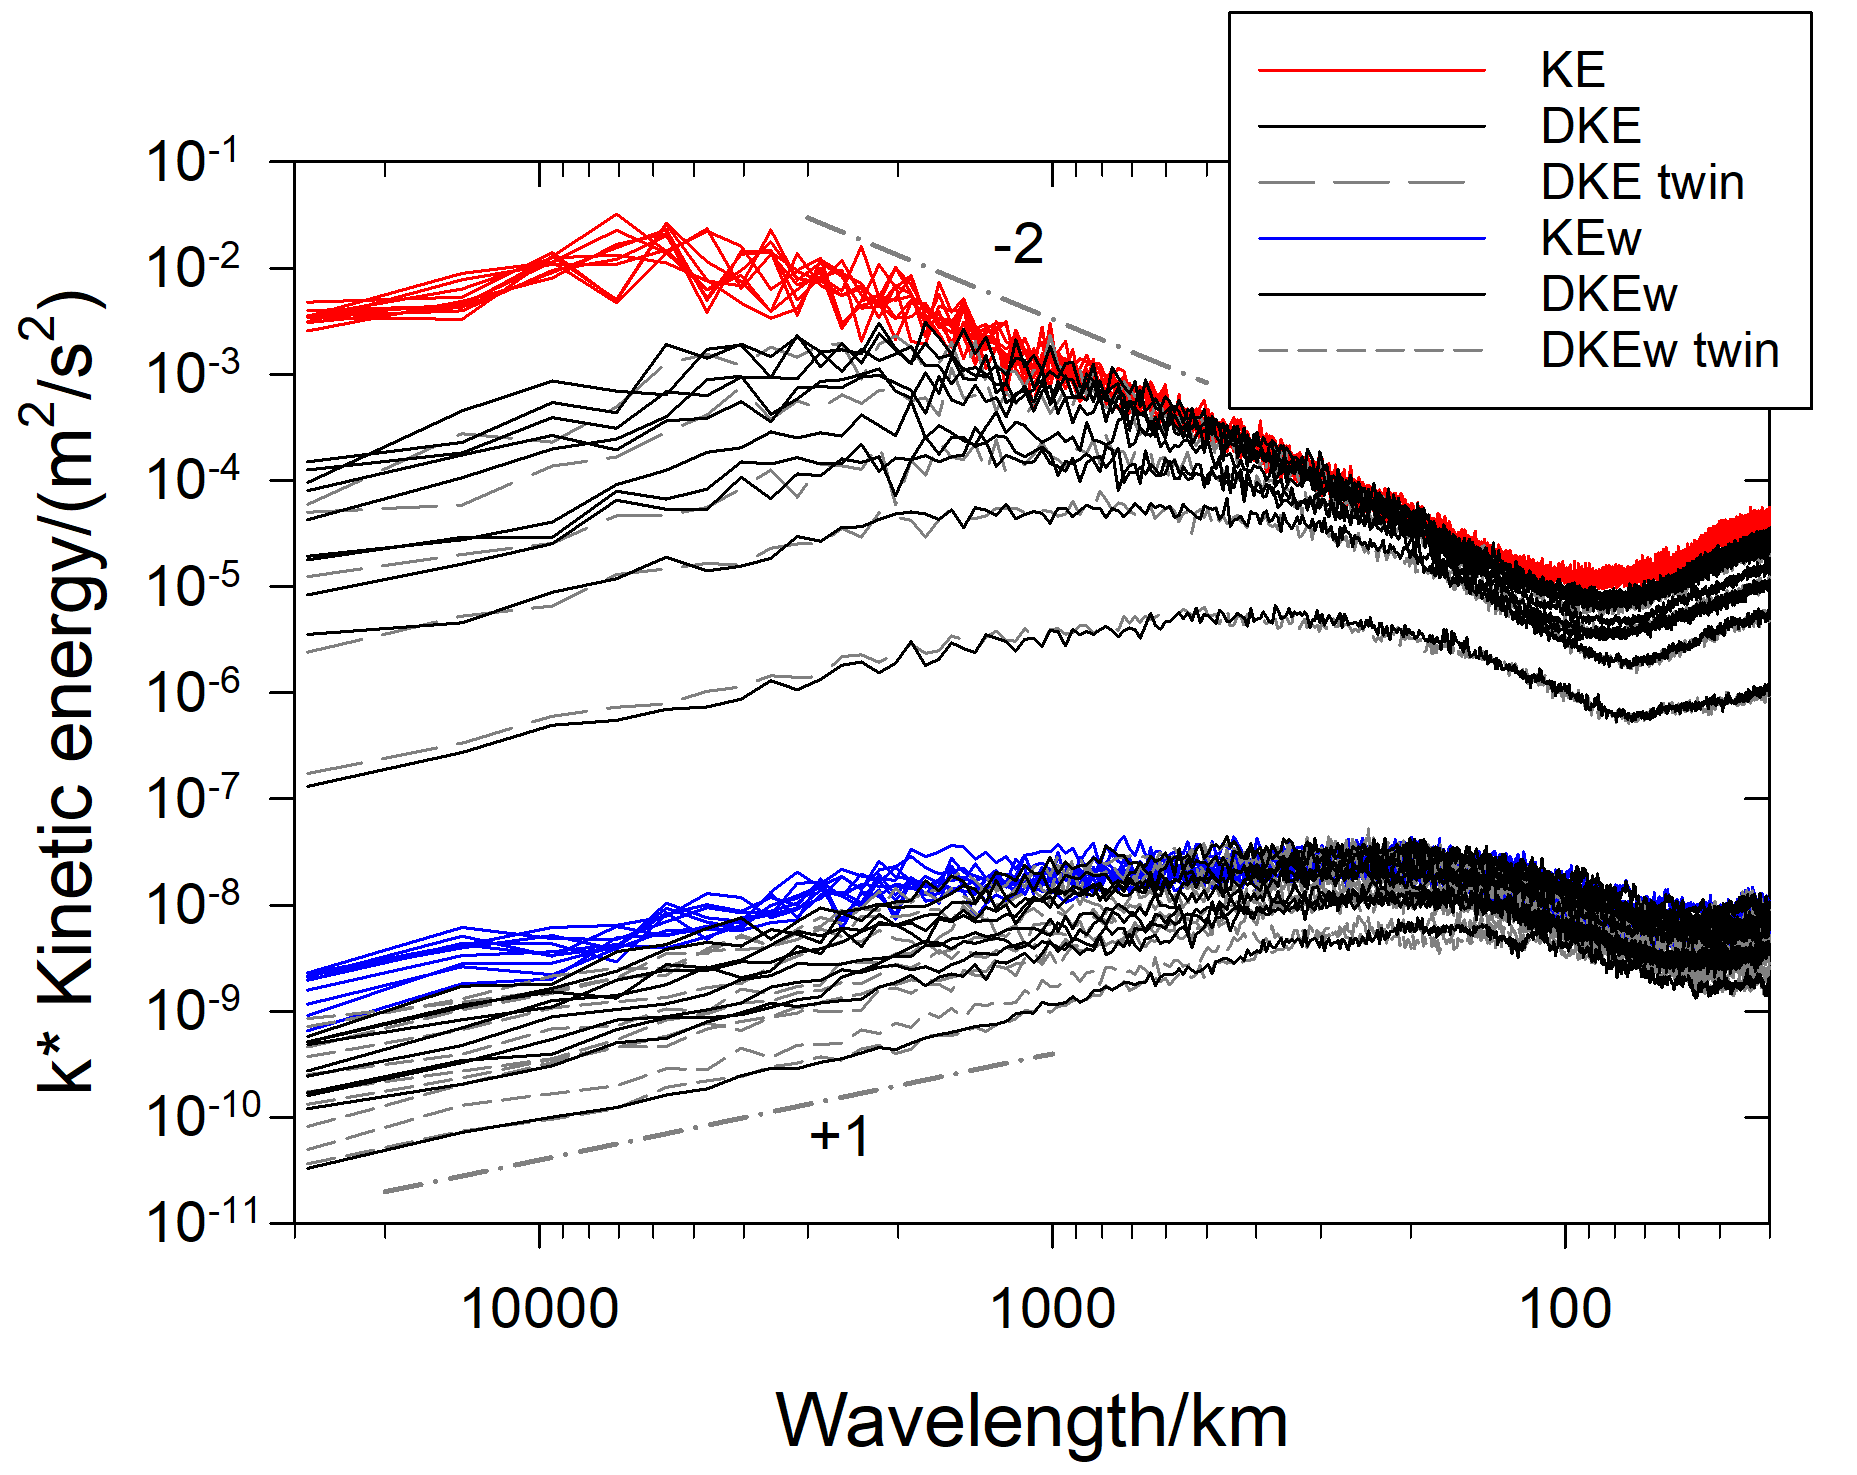 KE
DKE
DKE twin
KEw
DKEw
DKEw twin
10⁻¹
10⁻²
10⁻³
10⁻⁴
10⁻⁵
10⁻⁶
10⁻⁷
10⁻⁸
10⁻⁹
10⁻¹⁰
10⁻¹¹
k* Kinetic energy/(m²/s²)
-2
+1
10000 1000 100
Wavelength/km